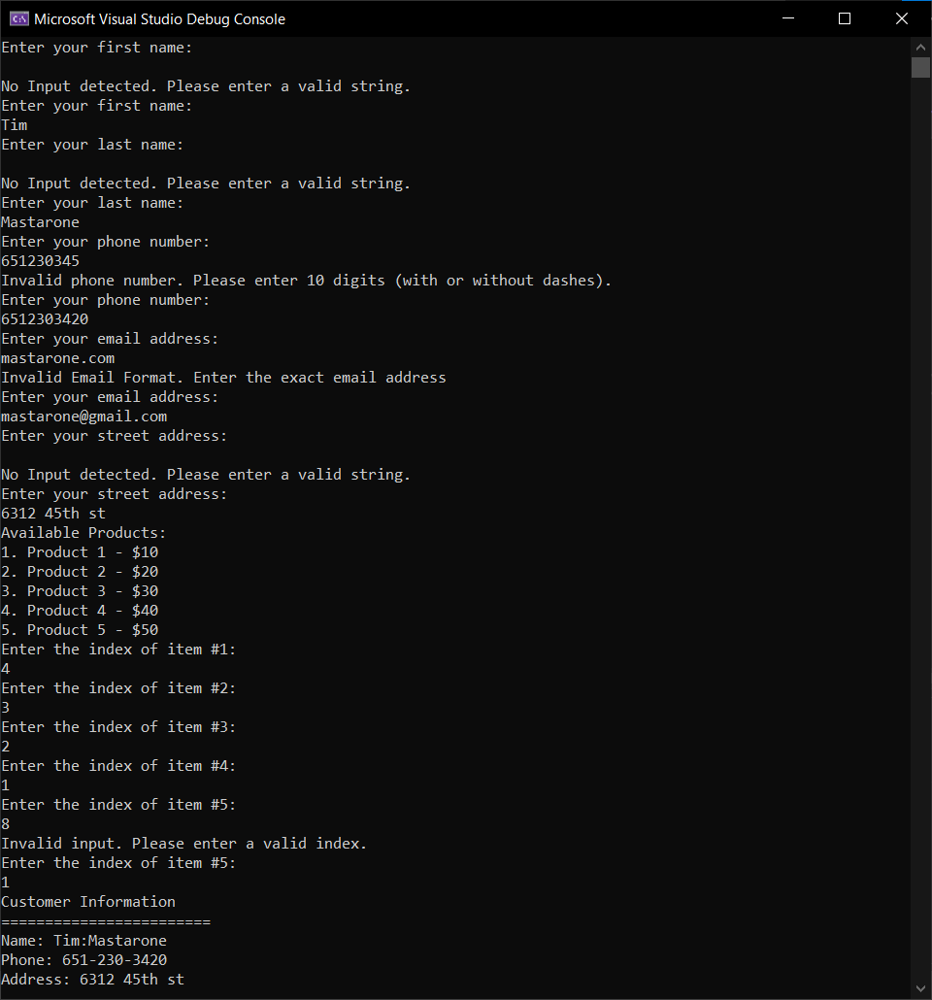 Microsoft Visual Studio Debug Console
Enter your first name:
No Input detected. Please enter a valid string.
Enter your first name:
Tim
Enter your last name:
No Input detected. Please enter a valid string.
Enter your last name:
Mastarone
Enter your phone number:
651230345
Invalid phone number. Please enter 10 digits (with or without dashes).
Enter your phone number:
6512303420
Enter your email address:
mastarone.com
Invalid Email Format. Enter the exact email address
Enter your email address:
mastarone@gmail.com
Enter your street address:
No Input detected. Please enter a valid string.
Enter your street address:
6312 45th st
Available Products:
1. Product 1 - $10
2. Product 2 - $20
3. Product 3 - $30
4. Product 4 - $40
5. Product 5 - $50
Enter the index of item #1:
4
Enter the index of item #2:
3
Enter the index of item #3:
2
Enter the index of item #4:
1
Enter the index of item #5:
8
Invalid input. Please enter a valid index.
Enter the index of item #5:
1
Customer Information
========================
Name: Tim:Mastarone
Phone: 651-230-3420
Address: 6312 45th st